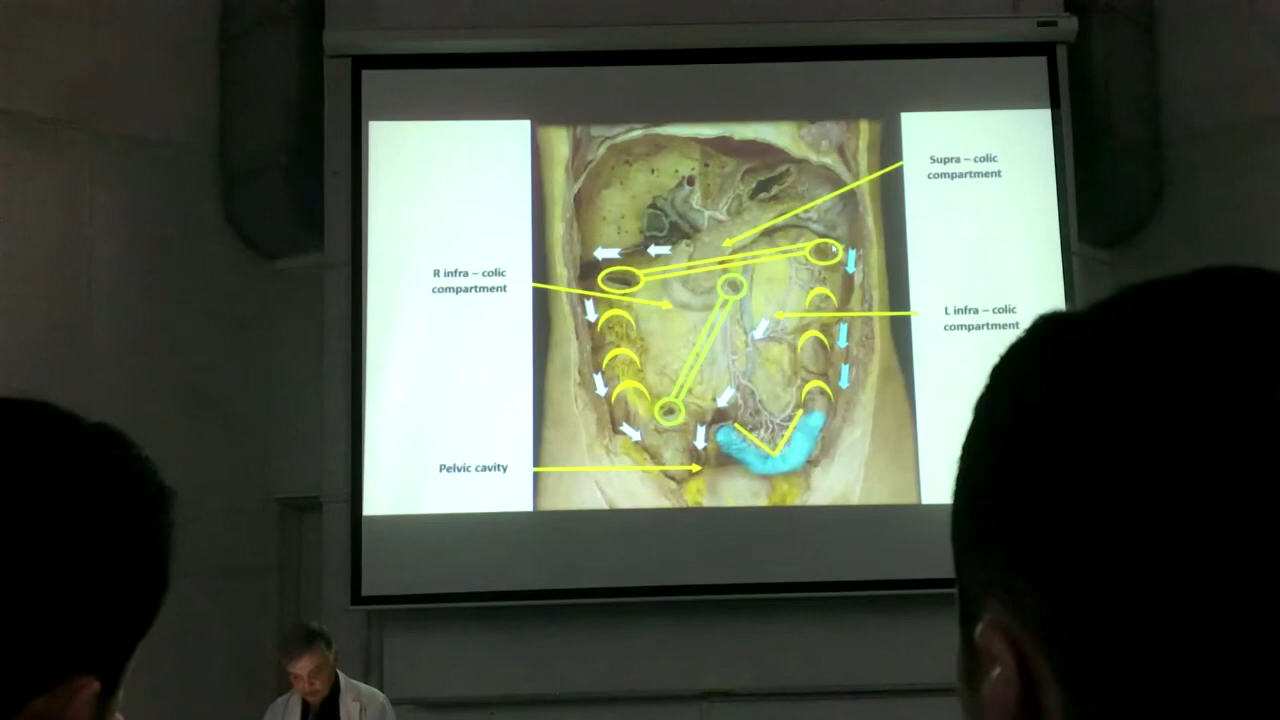 Supra – colic
compartment
R infra – colic
compartment
L infra – colic
compartment
Pelvic cavity